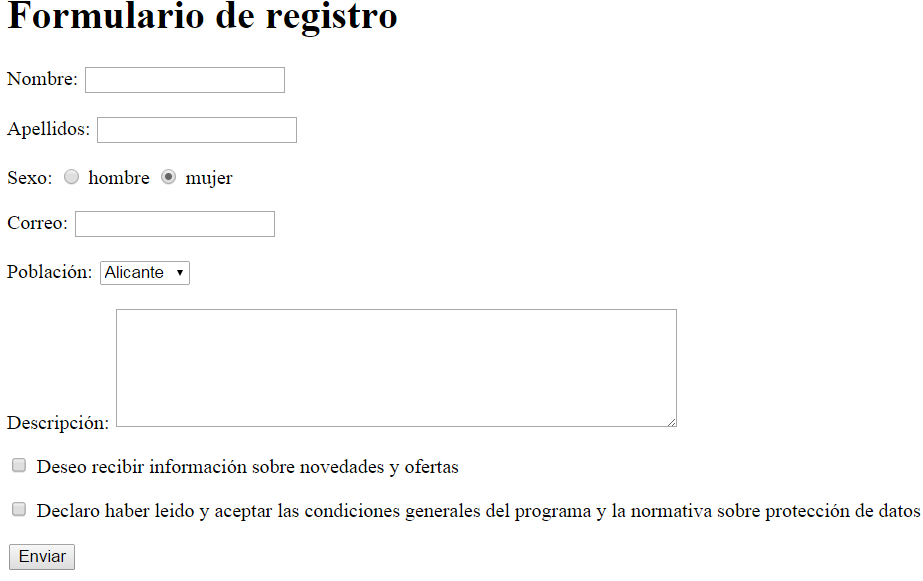 Formulario de registro
Nombre:
Apellidos:
Sexo: hombre mujer
Correo:
Población: Alicante
Descripción:
Deseo recibir información sobre novedades y ofertas
Declaro haber leido y aceptar las condiciones generales del programa y la normativa sobre protección de datos
Enviar